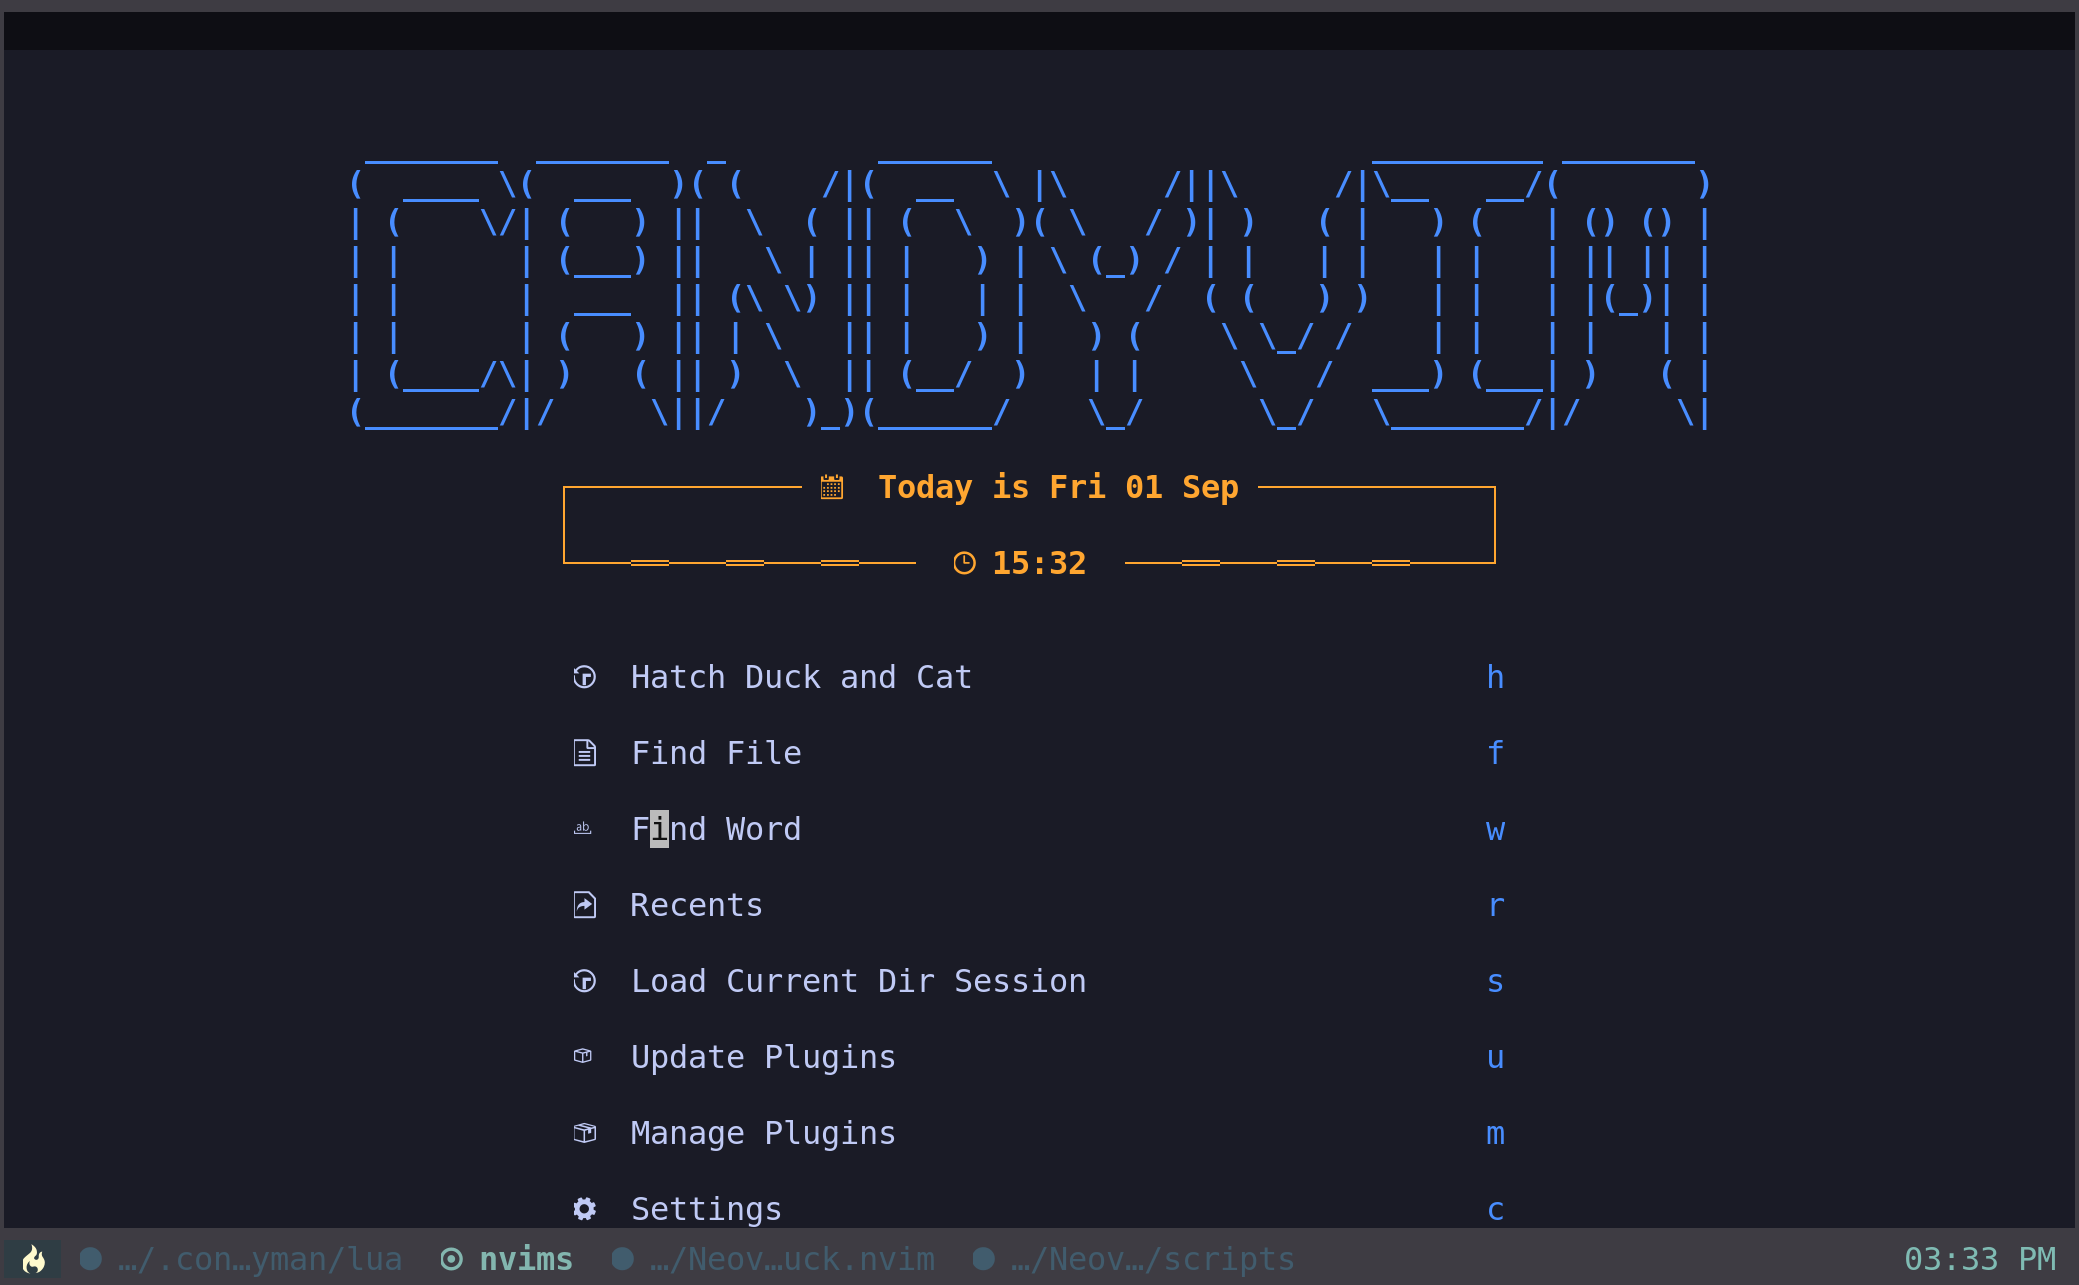 CANDYVIM
Today is Fri 01 Sep
15:32
Hatch Duck and Cat h
Find File f
Find Word w
Recents r
Load Current Dir Session s
Update Plugins u
Manage Plugins m
Settings c
…/.con…yman/lua nvims …/Neov…uck.nvim …/Neov…/scripts 03:33 PM